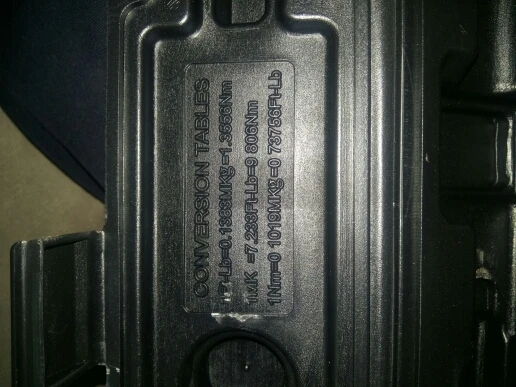 CONVERSION TABLES
Ft-Lb=0.1383MKg=1.3558Nm
1MK =7.233Ft-Lb=9 806Nm
1Nm=0 1019MKg=0 73756Ft-Lb